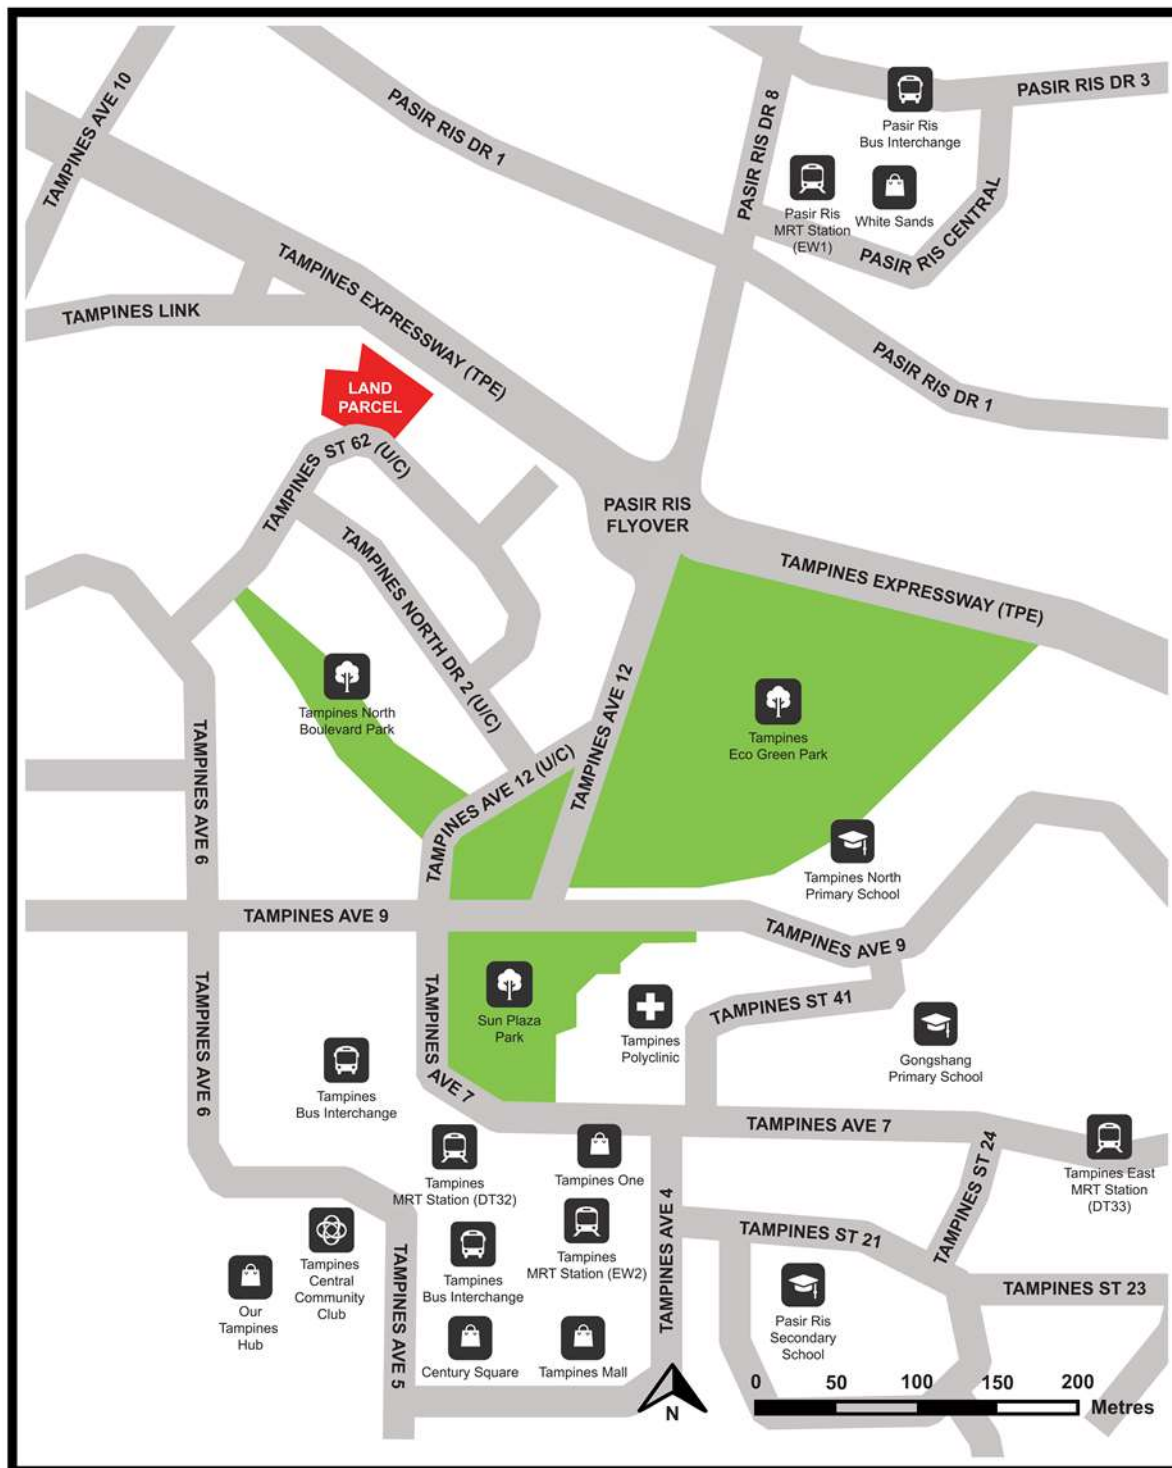 TAMPINES AVE 10
PASIR RIS DR 1
PASIR RIS DR 8
PASIR RIS DR 3
Pasir Ris
Bus Interchange
Pasir Ris
MRT Station
(EW1)
White Sands
PASIR RIS CENTRAL
TAMPINES EXPRESSWAY (TPE)
TAMPINES LINK
PASIR RIS DR 1
LAND
PARCEL
TAMPINES ST 62 (U/C)
PASIR RIS
FLYOVER
TAMPINES NORTH DR 2 (U/C)
TAMPINES EXPRESSWAY (TPE)
Tampines North
Boulevard Park
TAMPINES AVE 12
Tampines
Eco Green Park
TAMPINES AVE 6
TAMPINES AVE 12 (U/C)
Tampines North
Primary School
TAMPINES AVE 9
TAMPINES AVE 9
TAMPINES AVE 6
TAMPINES AVE 7
Sun Plaza
Park
Tampines
Polyclinic
TAMPINES ST 41
Gongshang
Primary School
Tampines
Bus Interchange
TAMPINES AVE 7
TAMPINES ST 24
Tampines
MRT Station (DT32)
Tampines One
Tampines East
MRT Station
(DT33)
TAMPINES AVE 4
TAMPINES ST 21
Tampines
Central
Community
Club
Our
Tampines
Hub
TAMPINES AVE 5
Tampines
Bus Interchange
Tampines
MRT Station (EW2)
TAMPINES ST 23
Pasir Ris
Secondary
School
Century Square
Tampines Mall
N
0 50 100 150 200
Metres